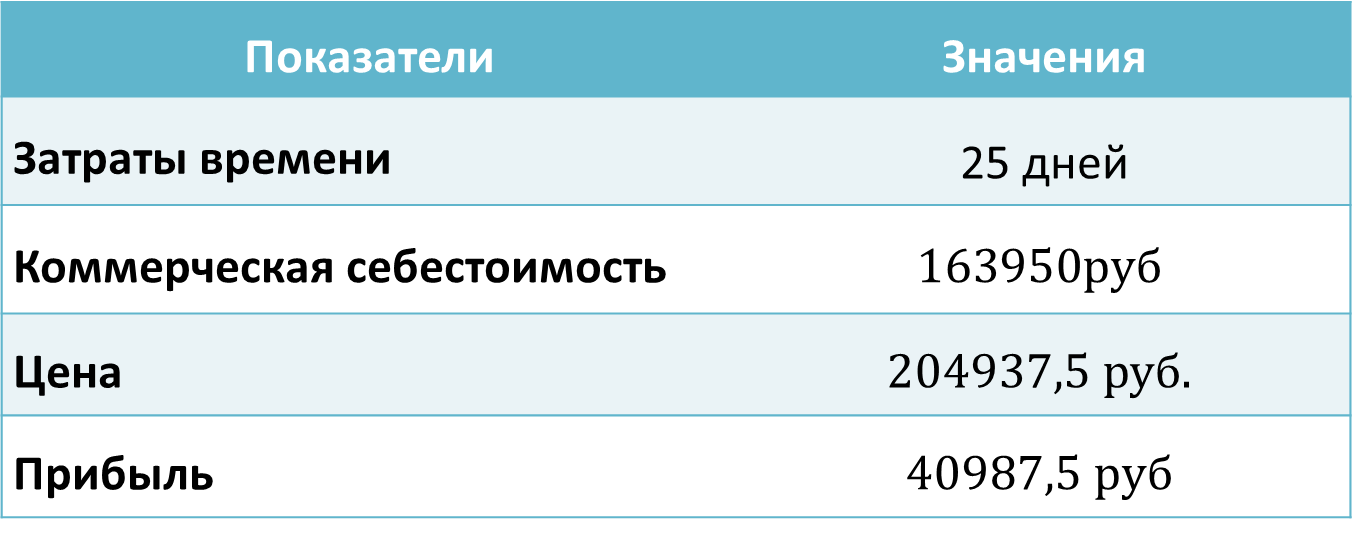 Показатели Значения
Затраты времени 25 дней
Коммерческая себестоимость 163950руб
Цена 204937,5 руб.
Прибыль 40987,5 руб